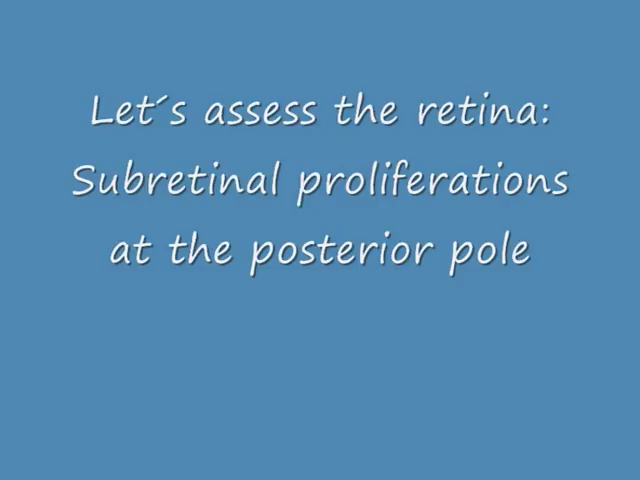 Let´s assess the retina:
Subretinal proliferations
at the posterior pole